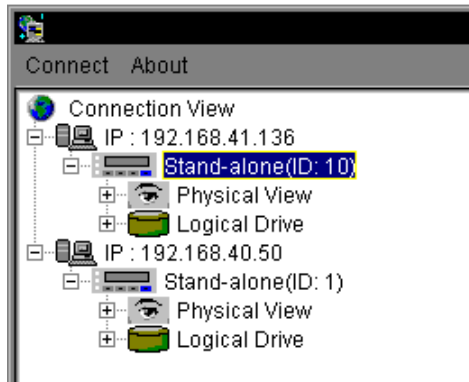 Connect About
Connection View
IP : 192.168.41.136
Stand-alone(ID: 10)
Physical View
Logical Drive
IP : 192.168.40.50
Stand-alone(ID: 1)
Physical View
Logical Drive